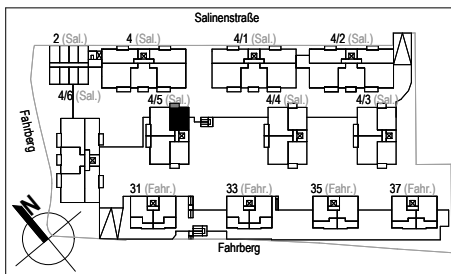 Salinenstraße
2 (Sal.) 4 (Sal.) 4/1 (Sal.) 4/2 (Sal.)
4/6 (Sal.) 4/5 (Sal.) 4/4 (Sal.) 4/3 (Sal.)
Fahrberg
31 (Fahr.) 33 (Fahr.) 35 (Fahr.) 37 (Fahr.)
N
Fahrberg